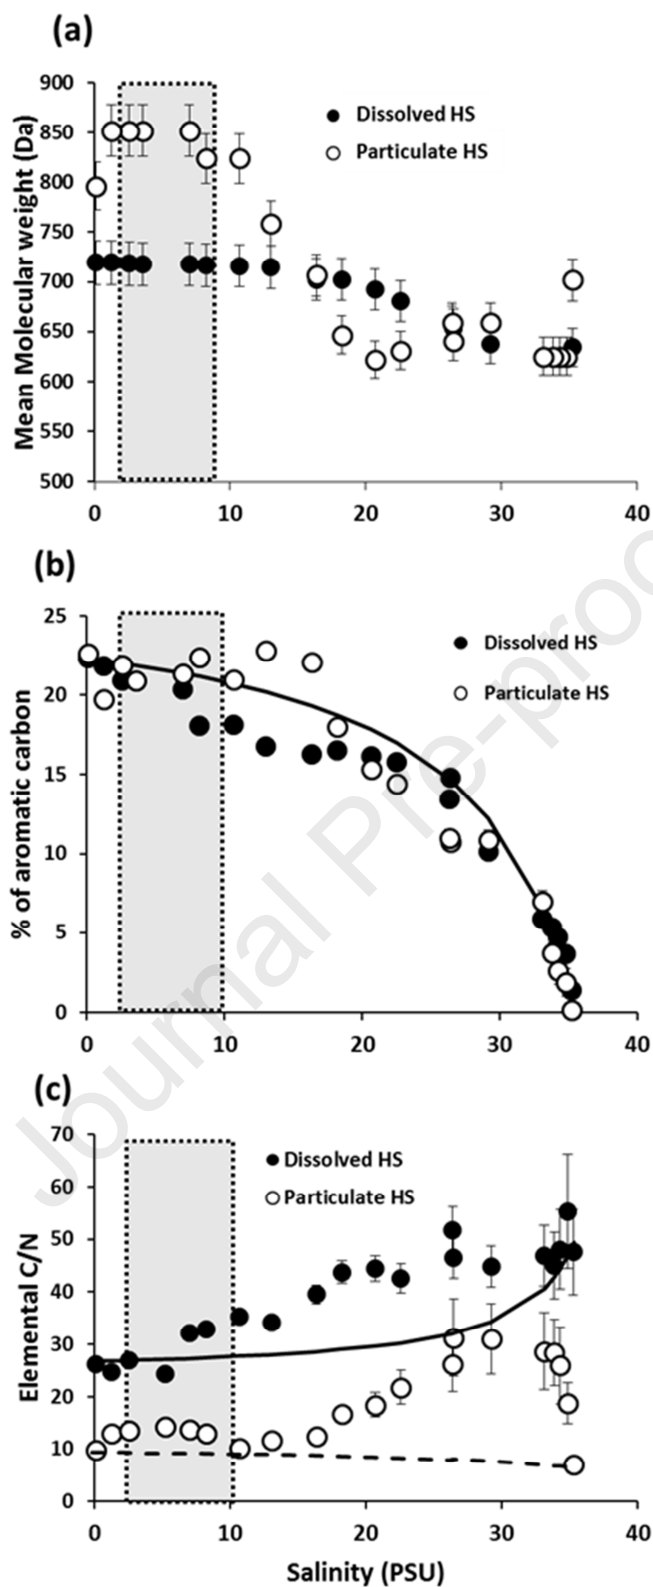 (a)
Mean Molecular weight (Da)
900
850
800
750
700
650
600
550
500
Dissolved HS
Particulate HS
0 10 20 30 40
(b)
% of aromatic carbon
25
20
15
10
5
0
Dissolved HS
Particulate HS
0 10 20 30 40
(c)
Elemental C/N
70
60
50
40
30
20
10
0
Dissolved HS
Particulate HS
0 10 20 30 40
Salinity (PSU)
Journal Pre-proo